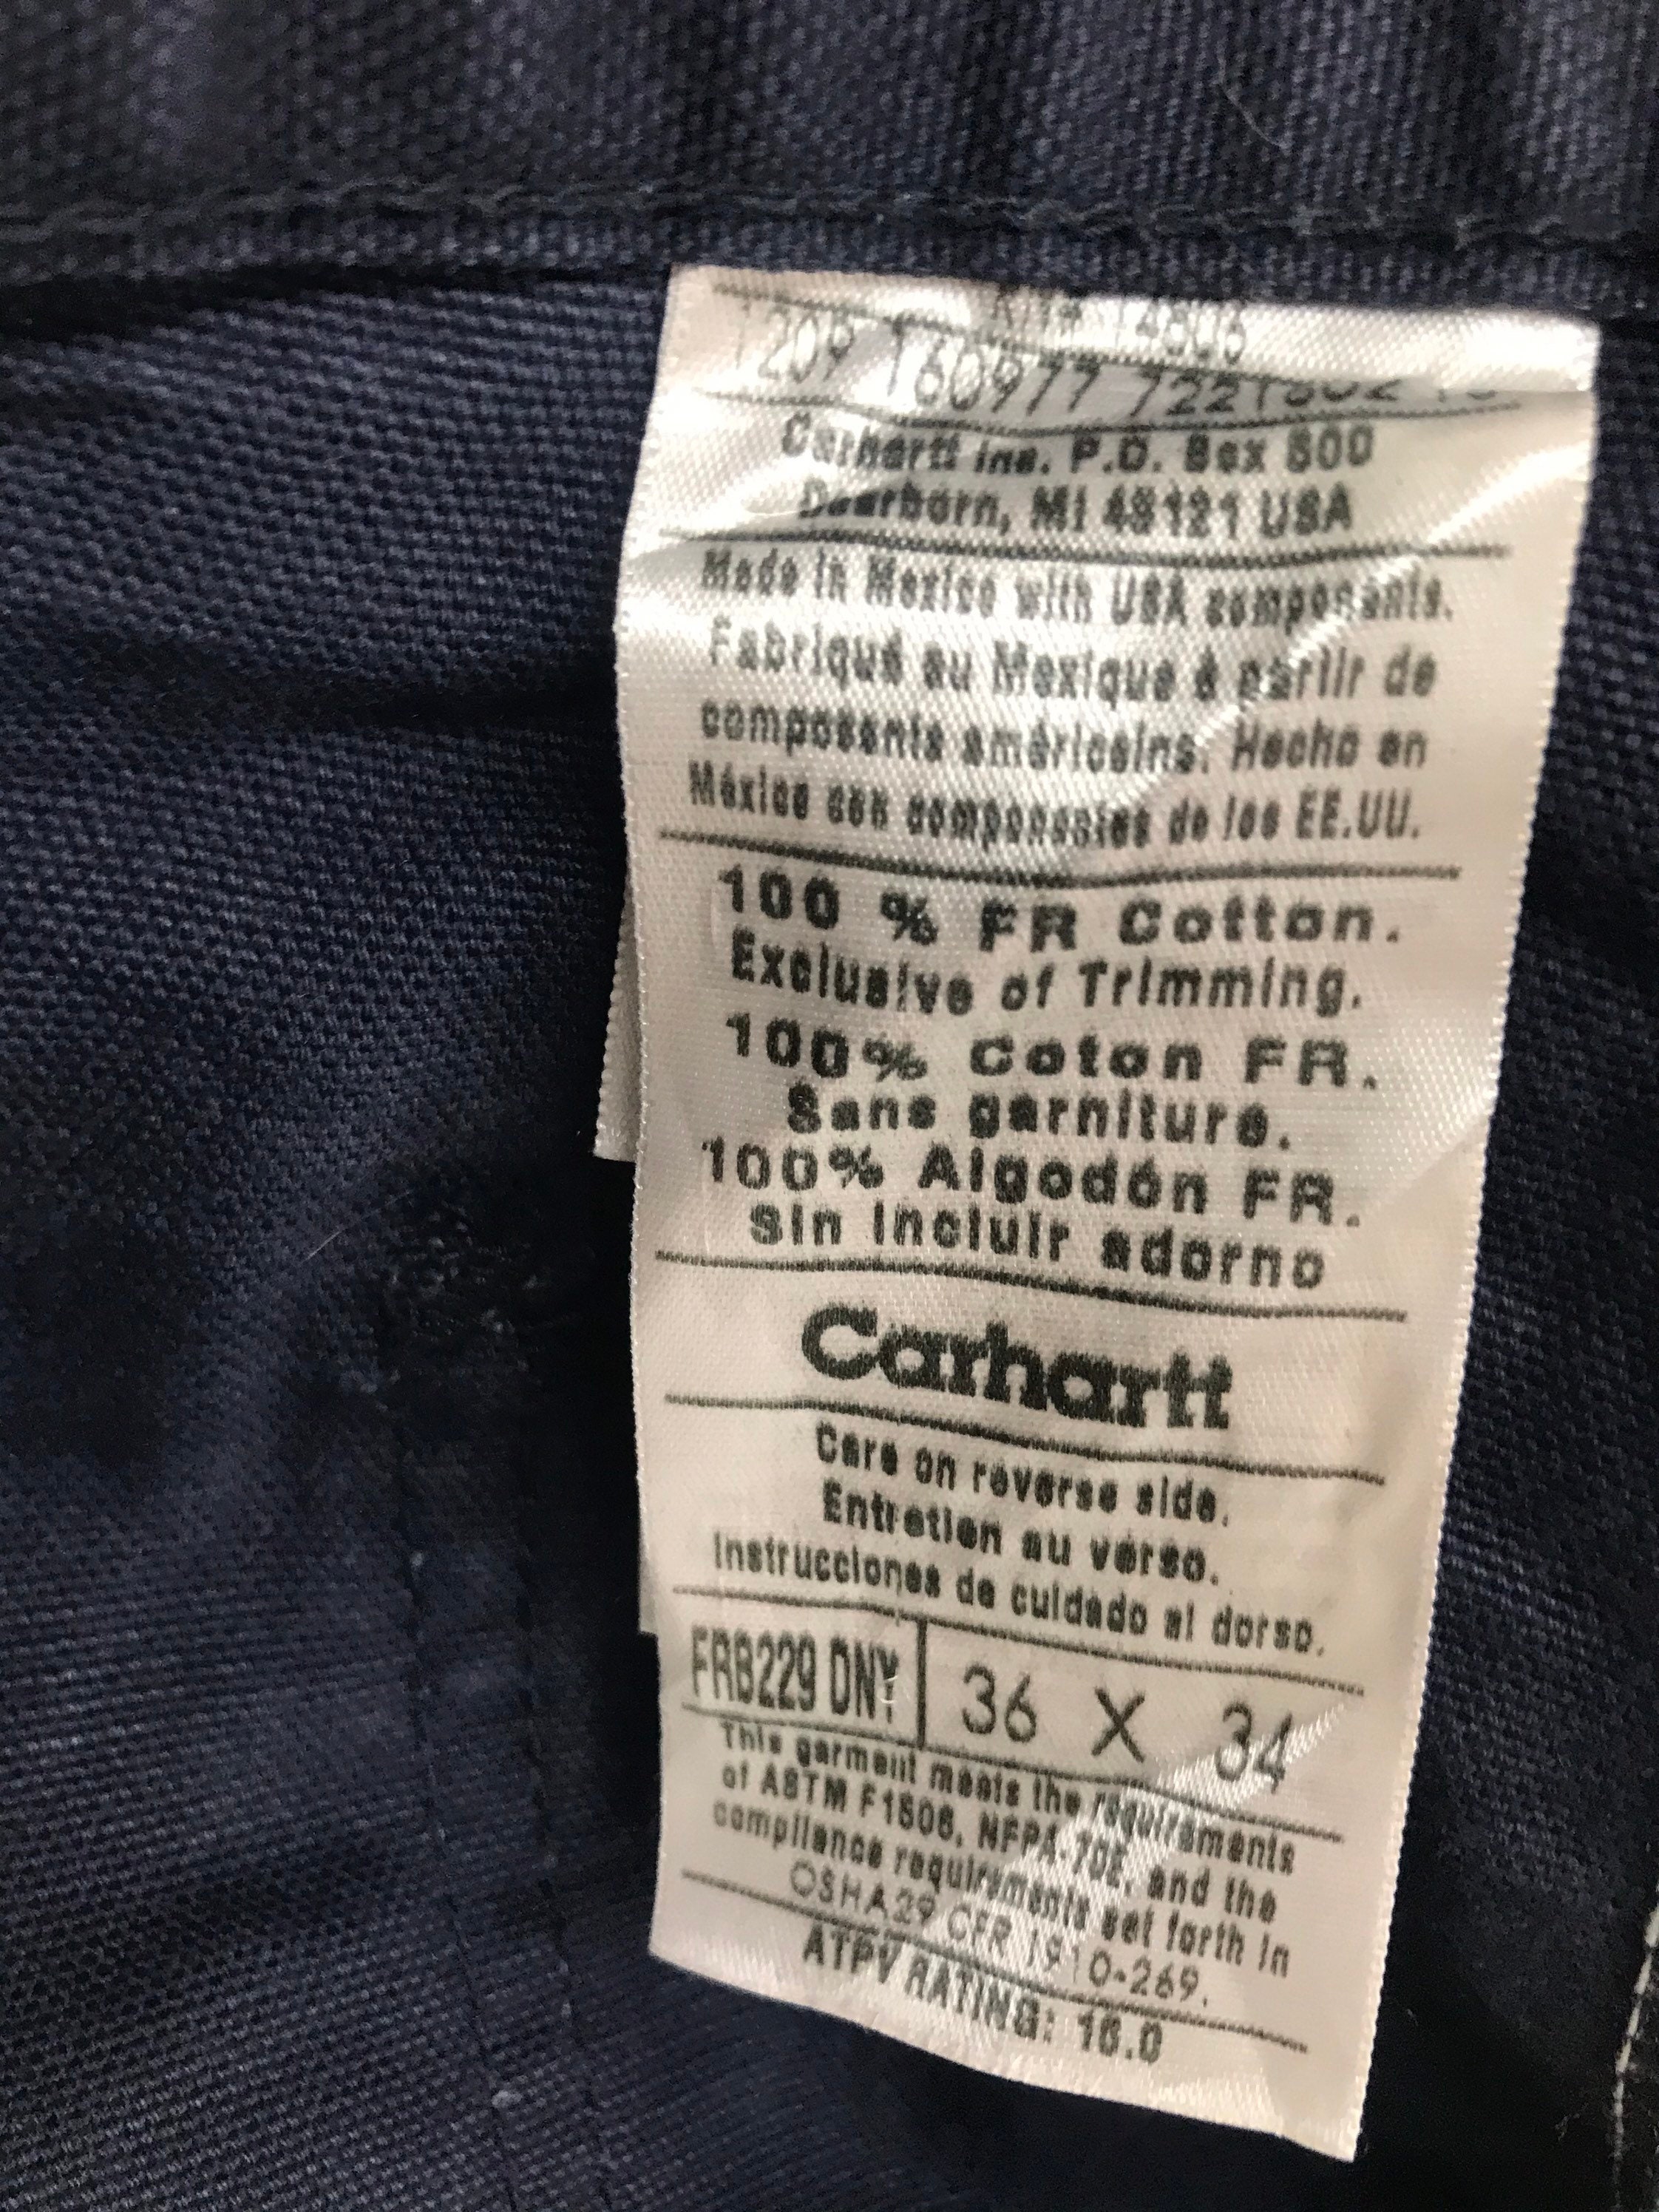 RN# 14806
Carhartt Inc. P.O. Box 600
Dearborn, MI 48121 USA
Made in Mexico with USA components.
Fabriqué au Mexique à partir de
composants américains. Hecho en
México con componentes de los EE.UU.
100 % FR Cotton.
Exclusive of Trimming.
100% Coton FR.
Sans garniture.
100% Algodón FR.
Sin incluir adorno
Carhartt
Care on reverse side.
Entretien au verso.
Instrucciones de cuidado al dorso.
FRB229 DNY 36 X 34
This garment meets the requirements
of ASTM F1506, NFPA-70E, and the
compliance requirements set forth in
OSHA29 CFR 1910-269.
ATPV RATING: